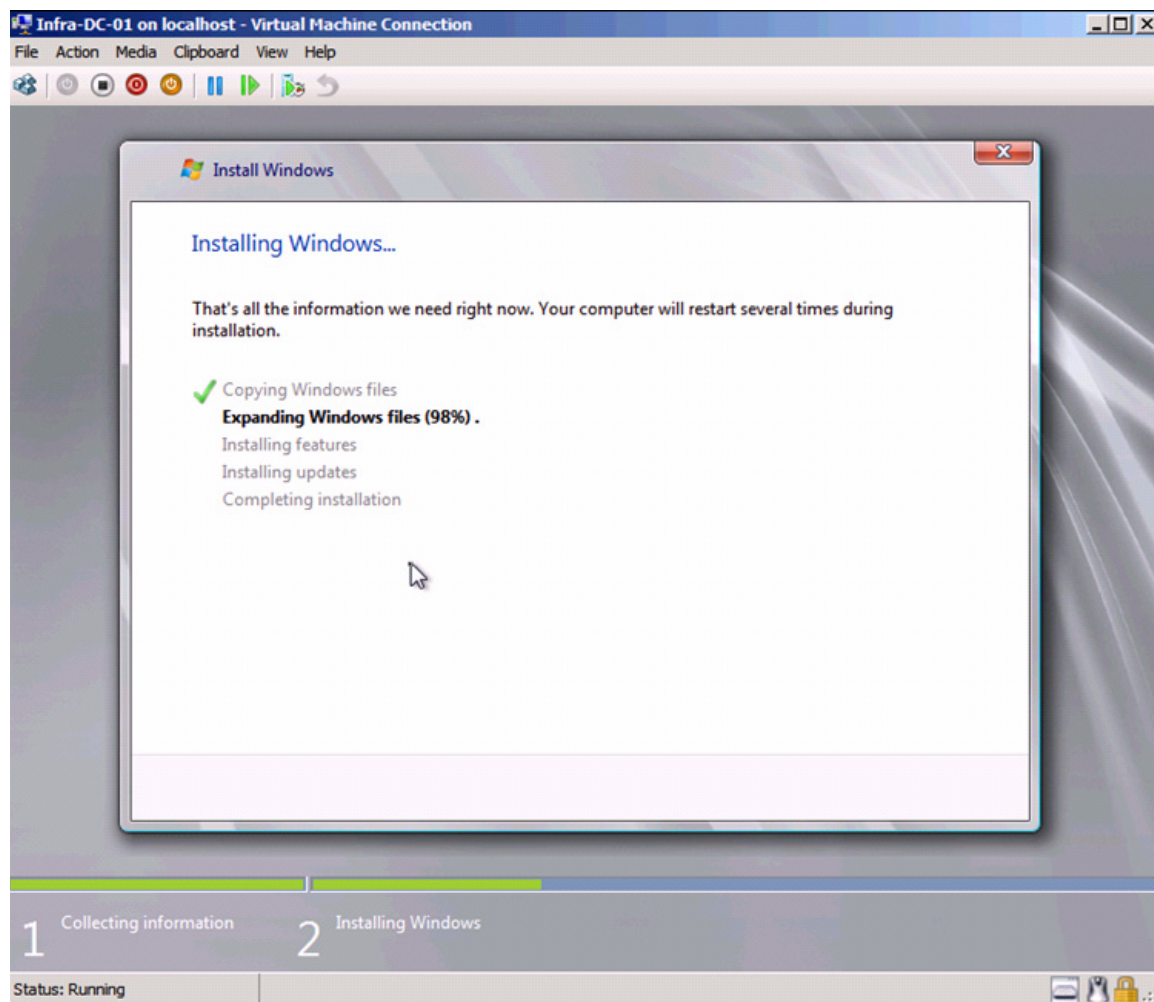 Infra-DC-01 on localhost - Virtual Machine Connection
File Action Media Clipboard View Help
Install Windows
Installing Windows...
That's all the information we need right now. Your computer will restart several times during
installation.
Copying Windows files
Expanding Windows files (98%) .
Installing features
Installing updates
Completing installation
1 Collecting information 2 Installing Windows
Status: Running